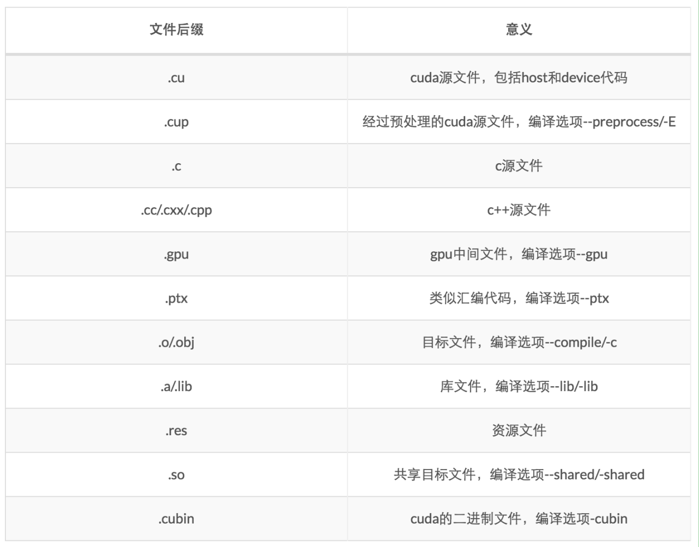 文件后缀 意义
.cu cuda源文件，包括host和device代码
.cup 经过预处理的cuda源文件，编译选项--preprocess/-E
.c c源文件
.cc/.cxx/.cpp c++源文件
.gpu gpu中间文件，编译选项--gpu
.ptx 类似汇编代码，编译选项--ptx
.o/.obj 目标文件，编译选项--compile/-c
.a/.lib 库文件，编译选项--lib/-lib
.res 资源文件
.so 共享目标文件，编译选项--shared/-shared
.cubin cuda的二进制文件，编译选项-cubin